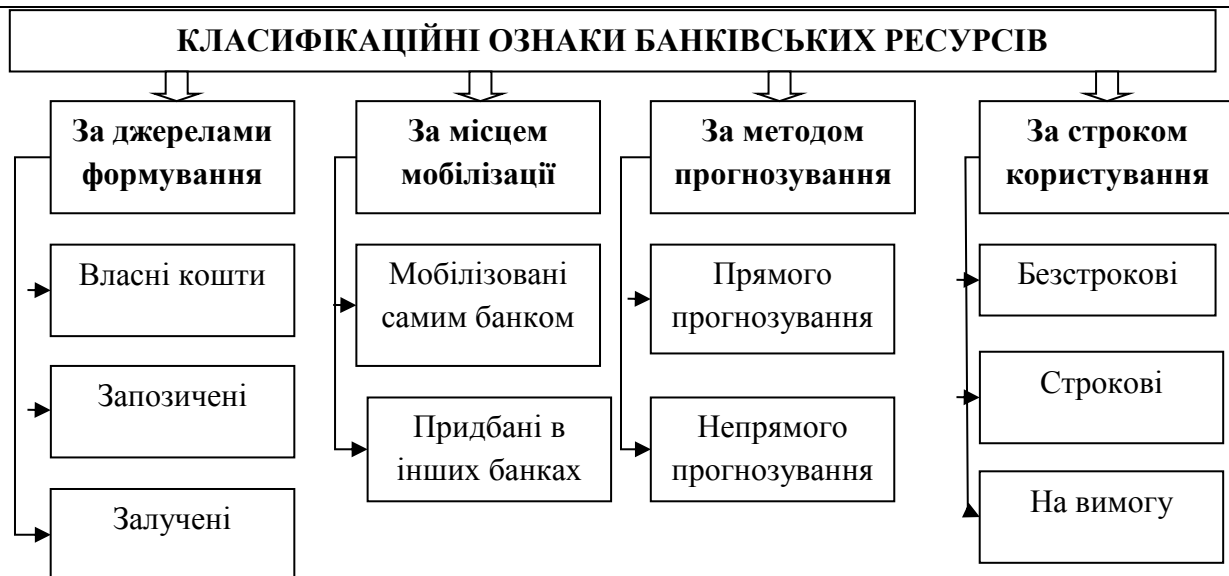 КЛАСИФІКАЦІЙНІ ОЗНАКИ БАНКІВСЬКИХ РЕСУРСІВ
За джерелами
формування
Власні кошти
Запозичені
Залучені
За місцем
мобілізації
Мобілізовані
самим банком
Придбані в
інших банках
За методом
прогнозування
Прямого
прогнозування
Непрямого
прогнозування
За строком
користування
Безстрокові
Строкові
На вимогу